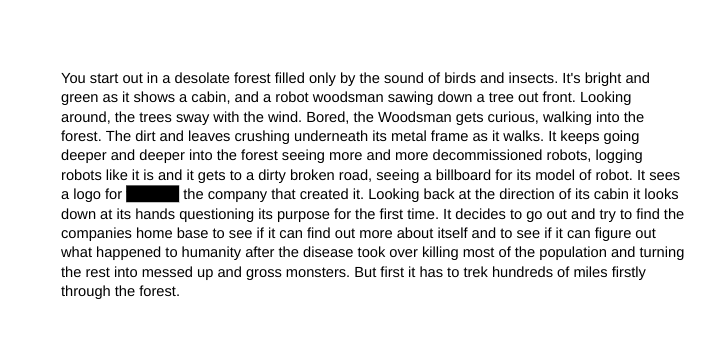 You start out in a desolate forest filled only by the sound of birds and insects. It's bright and
green as it shows a cabin, and a robot woodsman sawing down a tree out front. Looking
around, the trees sway with the wind. Bored, the Woodsman gets curious, walking into the
forest. The dirt and leaves crushing underneath its metal frame as it walks. It keeps going
deeper and deeper into the forest seeing more and more decommissioned robots, logging
robots like it is and it gets to a dirty broken road, seeing a billboard for its model of robot. It sees
a logo for the company that created it. Looking back at the direction of its cabin it looks
down at its hands questioning its purpose for the first time. It decides to go out and try to find the
companies home base to see if it can find out more about itself and to see if it can figure out
what happened to humanity after the disease took over killing most of the population and turning
the rest into messed up and gross monsters. But first it has to trek hundreds of miles firstly
through the forest.